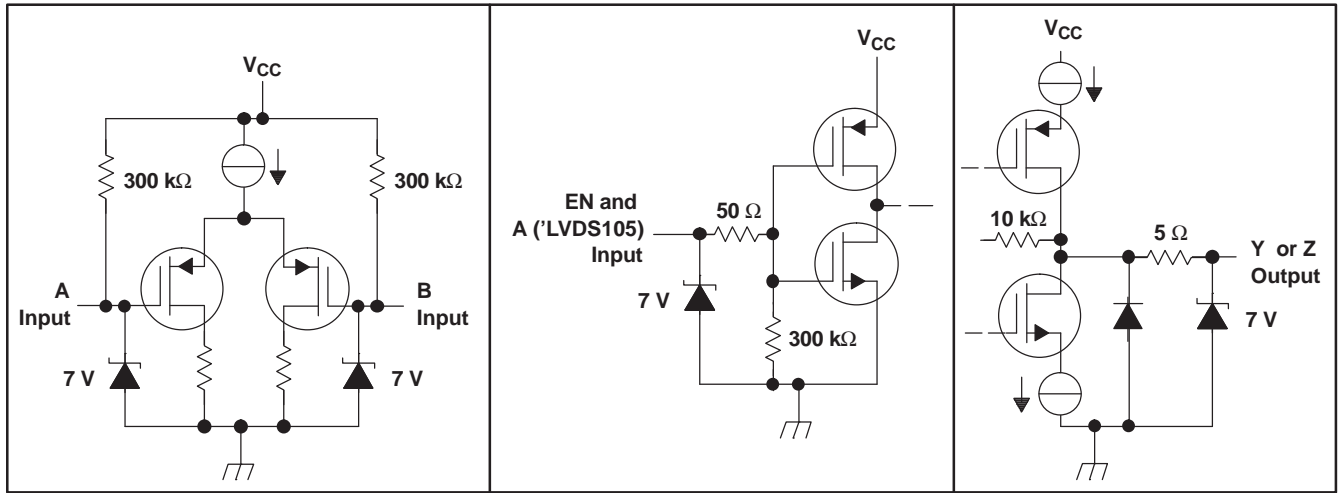 VCC
300 kΩ
300 kΩ
A
Input
B
Input
7 V
7 V
VCC
EN and
A ('LVDS105)
Input
50 Ω
7 V
300 kΩ
VCC
10 kΩ
5 Ω
Y or Z
Output
7 V